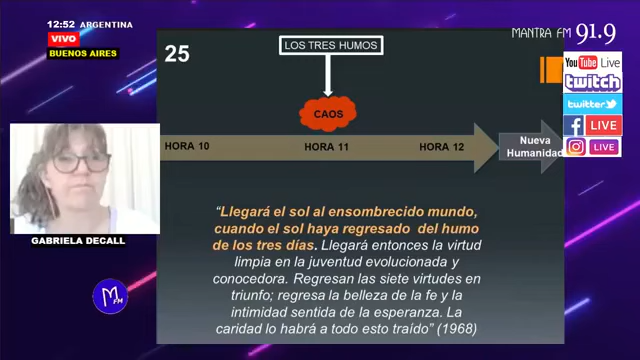 12:52 ARGENTINA
VIVO
BUENOS AIRES
25
LOS TRES HUMOS
CAOS
HORA 10
HORA 11
HORA 12
Nueva
Humanidad
MANTRA FM 91.9
YouTube Live
twitch
twitter
LIVE
LIVE
GABRIELA DECALL
M FM
“Llegará el sol al ensombrecido mundo,
cuando el sol haya regresado del humo
de los tres días. Llegará entonces la virtud
limpia en la juventud evolucionada y
conocedora. Regresan las siete virtudes en
triunfo; regresa la belleza de la fe y la
intimidad sentida de la esperanza. La
caridad lo habrá a todo esto traído” (1968)